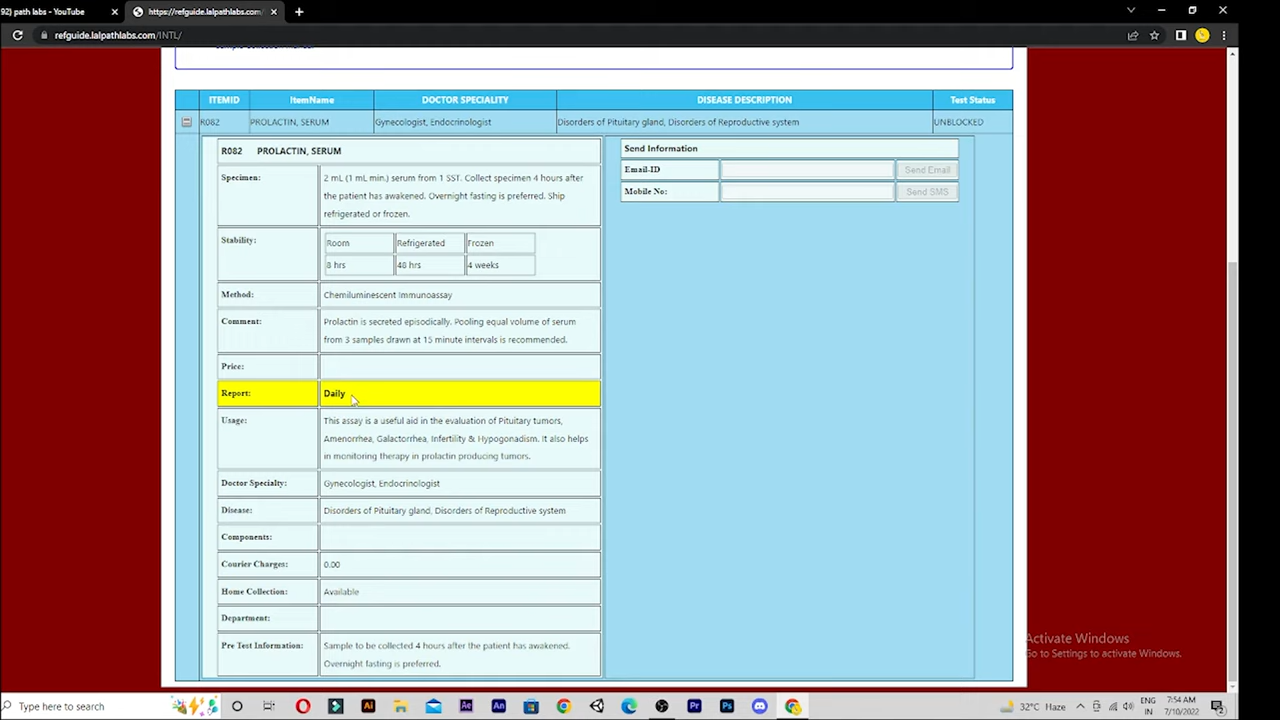 92) path labs - YouTube
https://refguide.lalpathlabs.com/
refguide.lalpathlabs.com/INTL/
ITEMID ItemName DOCTOR SPECIALITY DISEASE DESCRIPTION Test Status
R082 PROLACTIN, SERUM Gynecologist, Endocrinologist Disorders of Pituitary gland, Disorders of Reproductive system UNBLOCKED
R082 PROLACTIN, SERUM
Specimen: 2 mL (1 mL min.) serum from 1 SST. Collect specimen 4 hours after
the patient has awakened. Overnight fasting is preferred. Ship
refrigerated or frozen.
Stability: Room Refrigerated Frozen
8 hrs 48 hrs 4 weeks
Method: Chemiluminescent Immunoassay
Comment: Prolactin is secreted episodically. Pooling equal volume of serum
from 3 samples drawn at 15 minute intervals is recommended.
Price:
Report: Daily
Usage: This assay is a useful aid in the evaluation of Pituitary tumors,
Amenorrhea, Galactorrhea, Infertility & Hypogonadism. It also helps
in monitoring therapy in prolactin producing tumors.
Doctor Specialty: Gynecologist, Endocrinologist
Disease: Disorders of Pituitary gland, Disorders of Reproductive system
Components:
Courier Charges: 0.00
Home Collection: Available
Department:
Pre Test Information: Sample to be collected 4 hours after the patient has awakened.
Overnight fasting is preferred.
Send Information
Email-ID Send Email
Mobile No: Send SMS
Activate Windows
Go to Settings to activate Windows.
Type here to search
Ai
Ae
An
Pr
Ps
32°C Haze
ENG
IN
7:54 AM
7/10/2022
2